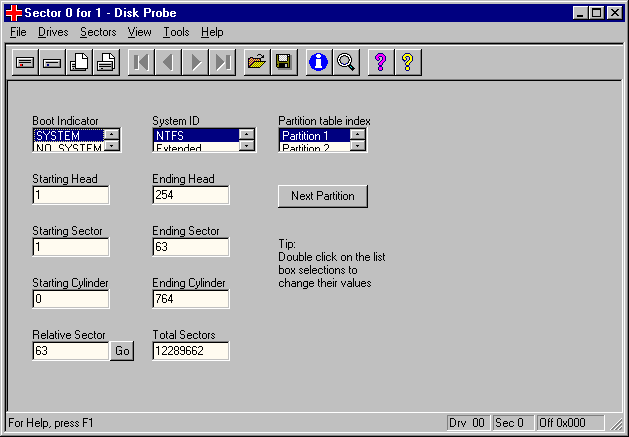 Sector 0 for 1 - Disk Probe
File Drives Sectors View Tools Help
Boot Indicator System ID Partition table index
SYSTEM NTFS Partition 1
NO_SYSTEM Extended Partition 2
Starting Head Ending Head
1 254 Next Partition
Starting Sector Ending Sector
1 63
Tip:
Double click on the list
box selections to
change their values
Starting Cylinder Ending Cylinder
0 764
Relative Sector Total Sectors
63 Go 12289662
For Help, press F1 Drv 00 Sec 0 Off 0x000